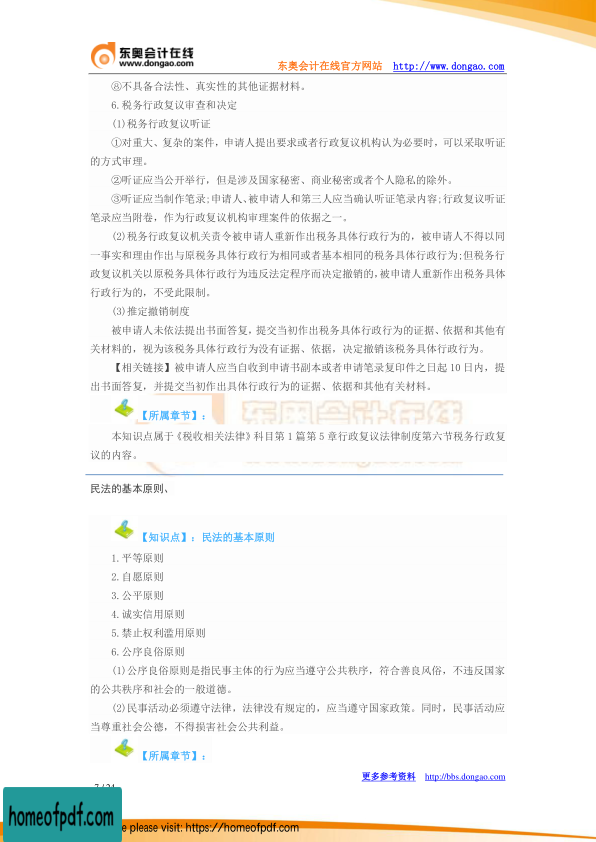 东奥会计在线
www.dongao.com
东奥会计在线官方网站 http://www.dongao.com
⑧不具备合法性、真实性的其他证据材料。
6.税务行政复议审查和决定
(1)税务行政复议听证
①对重大、复杂的案件，申请人提出要求或者行政复议机构认为必要时，可以采取听证
的方式审理。
②听证应当公开举行，但是涉及国家秘密、商业秘密或者个人隐私的除外。
③听证应当制作笔录;申请人、被申请人和第三人应当确认听证笔录内容;行政复议听证
笔录应当附卷，作为行政复议机构审理案件的依据之一。
(2)税务行政复议机关责令被申请人重新作出税务具体行政行为的，被申请人不得以同
一事实和理由作出与原税务具体行政行为相同或者基本相同的税务具体行政行为;但税务行
政复议机关以原税务具体行政行为违反法定程序而决定撤销的，被申请人重新作出税务具体
行政行为的，不受此限制。
(3)推定撤销制度
被申请人未依法提出书面答复，提交当初作出税务具体行政行为的证据、依据和其他有
关材料的，视为该税务具体行政行为没有证据、依据，决定撤销该税务具体行政行为。
【相关链接】被申请人应当自收到申请书副本或者申请笔录复印件之日起 10 日内，提
出书面答复，并提交当初作出具体行政行为的证据、依据和其他有关材料。
【所属章节】：
本知识点属于《税收相关法律》科目第 1 篇第 5 章行政复议法律制度第六节税务行政复
议的内容。
民法的基本原则、
【知识点】：民法的基本原则
1.平等原则
2.自愿原则
3.公平原则
4.诚实信用原则
5.禁止权利滥用原则
6.公序良俗原则
(1)公序良俗原则是指民事主体的行为应当遵守公共秩序，符合善良风俗，不违反国家
的公共秩序和社会的一般道德。
(2)民事活动必须遵守法律，法律没有规定的，应当遵守国家政策。同时，民事活动应
当尊重社会公德，不得损害社会公共利益。
【所属章节】：
更多参考资料 http://bbs.dongao.com
homeofpdf.com
e please visit: https://homeofpdf.com